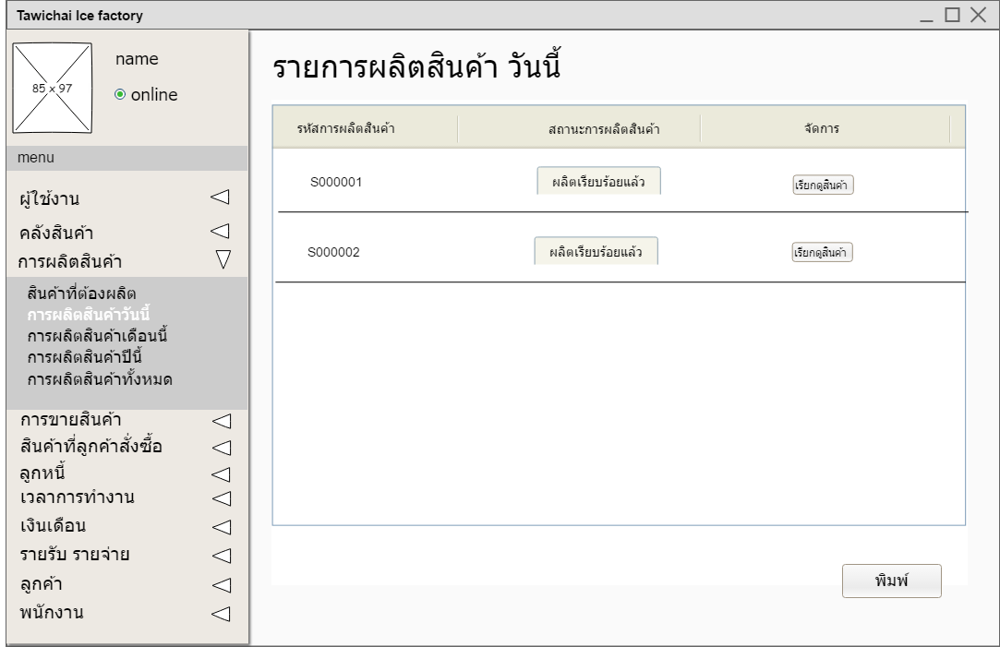 Tawichai Ice factory
name
85 x 97
online
menu
ผู้ใช้งาน
คลังสินค้า
การผลิตสินค้า
สินค้าที่ต้องผลิต
การผลิตสินค้าวันนี้
การผลิตสินค้าเดือนนี้
การผลิตสินค้าปีนี้
การผลิตสินค้าทั้งหมด
การขายสินค้า
สินค้าที่ลูกค้าสั่งซื้อ
ลูกหนี้
เวลาการทำงาน
เงินเดือน
รายรับ รายจ่าย
ลูกค้า
พนักงาน
รายการผลิตสินค้า วันนี้
รหัสการผลิตสินค้า สถานะการผลิตสินค้า จัดการ
S000001 ผลิตเรียบร้อยแล้ว เรียกดูสินค้า
S000002 ผลิตเรียบร้อยแล้ว เรียกดูสินค้า
พิมพ์